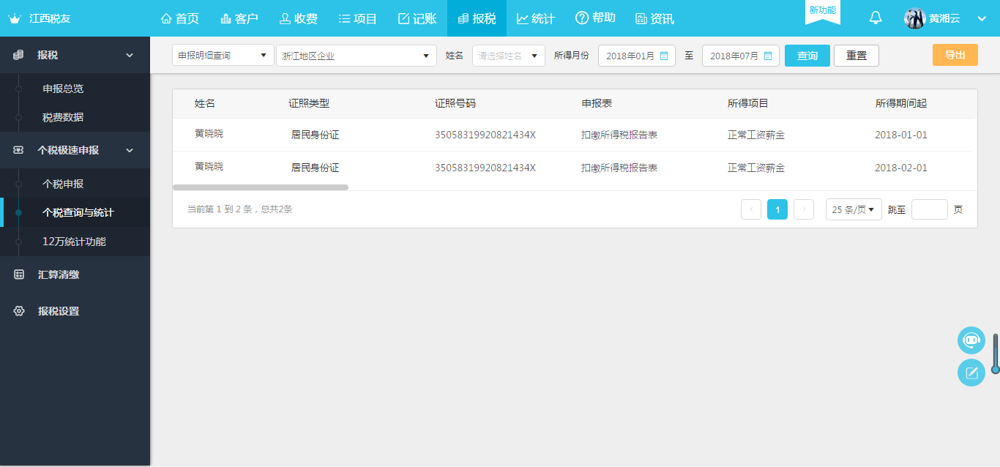 江西税友 首页 客户 收费 项目 记账 报税 统计 帮助 资讯 新功能 黄湘云
报税
申报总览
税费数据
个税极速申报
个税申报
个税查询与统计
12万统计功能
汇算清缴
报税设置
申报明细查询 浙江地区企业 姓名 请选择姓名 所得月份 2018年01月 至 2018年07月 查询 重置 导出
姓名 证照类型 证照号码 申报表 所得项目 所得期间起
黄晓晓 居民身份证 35058319920821434X 扣缴所得税报告表 正常工资薪金 2018-01-01
黄晓晓 居民身份证 35058319920821434X 扣缴所得税报告表 正常工资薪金 2018-02-01
当前第 1 到 2 条，总共2条 < 1 > 25 条/页 跳至 页